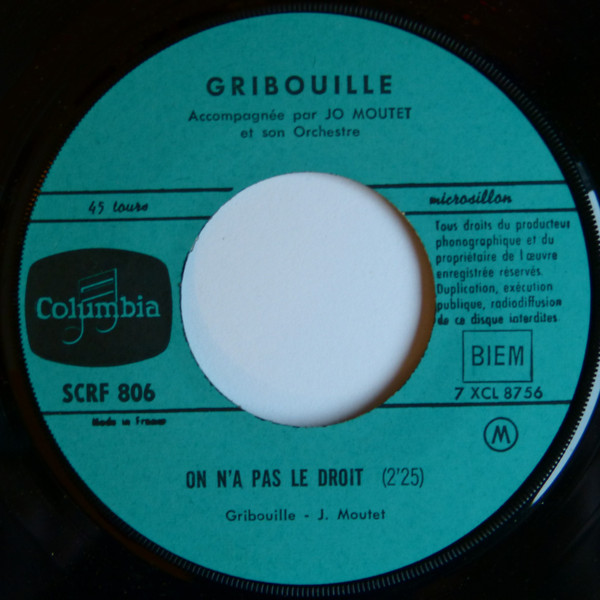 GRIBOUILLE
Accompagnée par JO MOUTET
et son Orchestre
45 tours
microsillon
Tous droits du producteur
phonographique et du
propriétaire de l'œuvre
enregistrée réservés.
Duplication, exécution
publique, radiodiffusion
de ce disque interdites
Columbia
SCRF 806
Made in France
BIEM
7 XCL 8756
M
ON N'A PAS LE DROIT (2'25)
Gribouille - J. Moutet